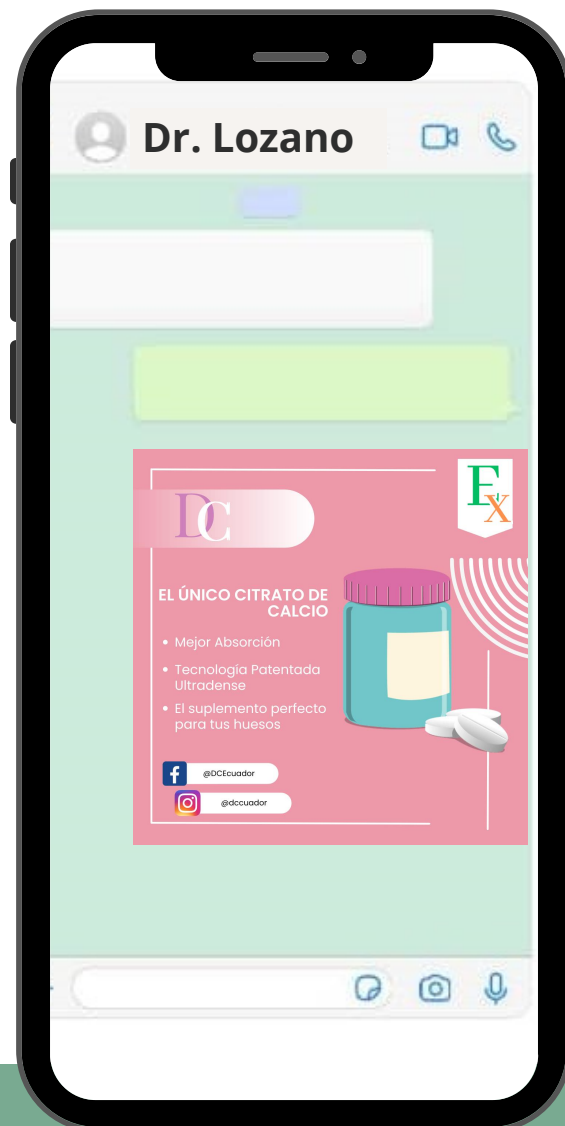 Dr. Lozano
DC
Ex
EL ÚNICO CITRATO DE
CALCIO
Mejor Absorción
Tecnología Patentada
Ultradense
El suplemento perfecto
para tus huesos
@DCEcuador
@dccuador